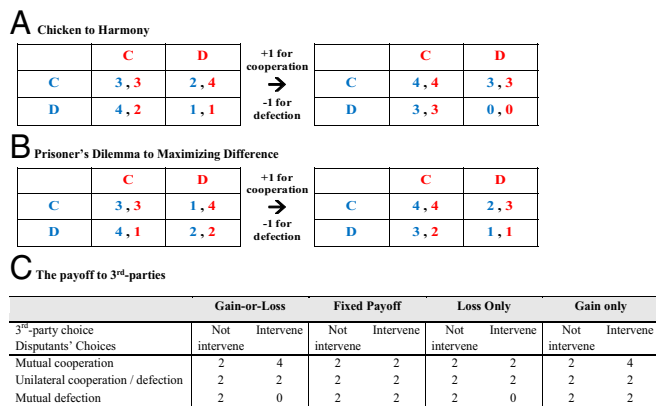 A Chicken to Harmony
C D +1 for cooperation C D
C 3 , 3 2 , 4 → C 4 , 4 3 , 3
D 4 , 2 1 , 1 -1 for defection D 3 , 3 0 , 0
B Prisoner's Dilemma to Maximizing Difference
C D +1 for cooperation C D
C 3 , 3 1 , 4 → C 4 , 4 2 , 3
D 4 , 1 2 , 2 -1 for defection D 3 , 2 1 , 1
C The payoff to 3rd-parties
Gain-or-Loss Fixed Payoff Loss Only Gain only
3rd-party choice Not Intervene Not Intervene Not Intervene Not Intervene
Disputants' Choices intervene intervene intervene intervene
Mutual cooperation 2 4 2 2 2 2 2 4
Unilateral cooperation / defection 2 2 2 2 2 2 2 2
Mutual defection 2 0 2 2 2 0 2 2